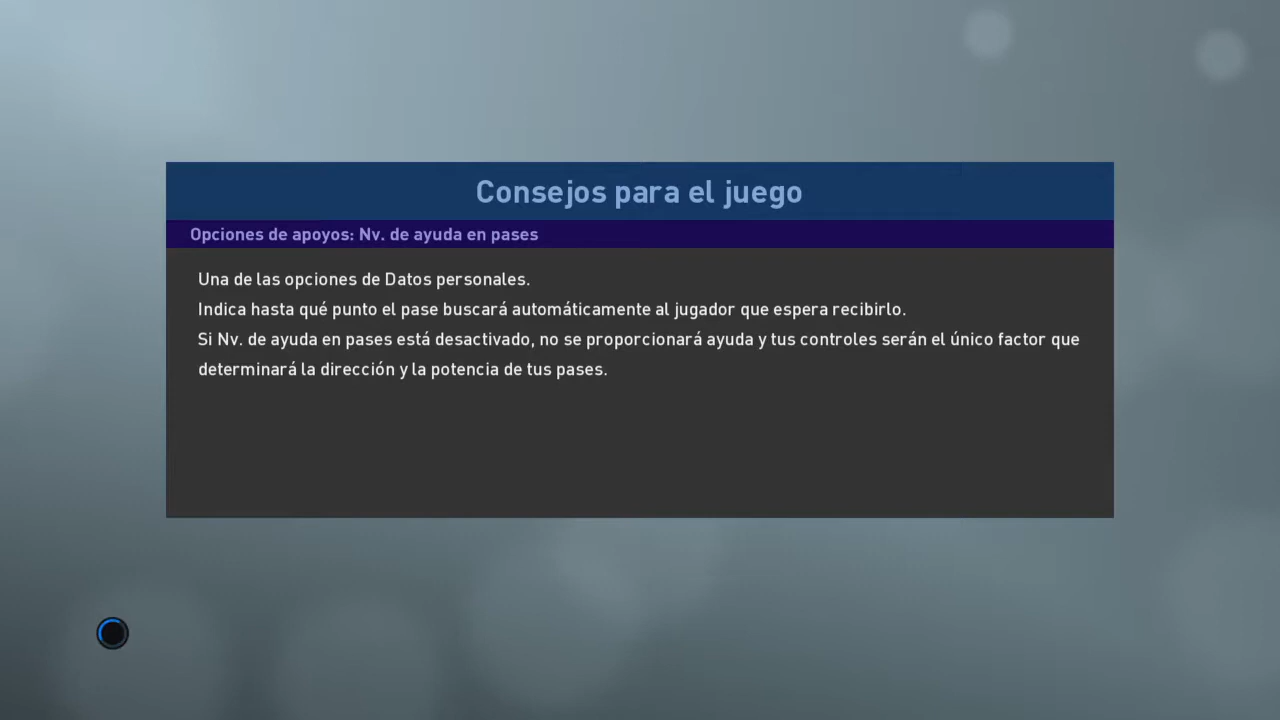 Consejos para el juego
Opciones de apoyos: Nv. de ayuda en pases
Una de las opciones de Datos personales.
Indica hasta qué punto el pase buscará automáticamente al jugador que espera recibirlo.
Si Nv. de ayuda en pases está desactivado, no se proporcionará ayuda y tus controles serán el único factor que
determinará la dirección y la potencia de tus pases.